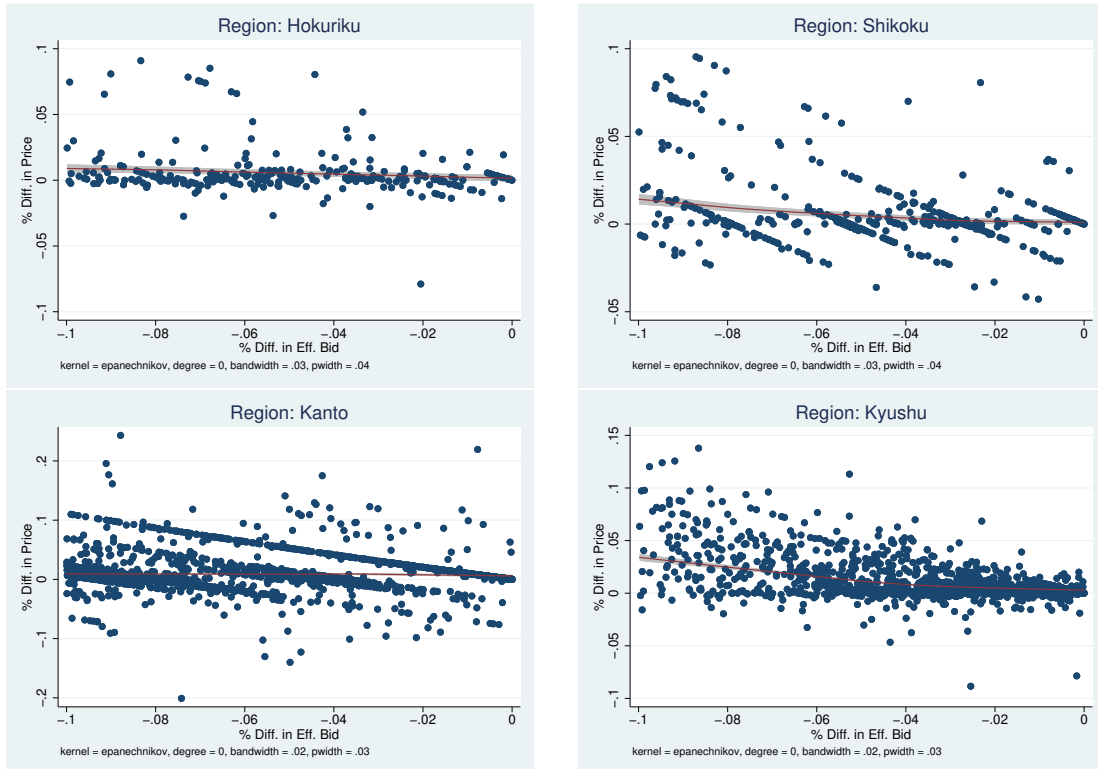 Region: Hokuriku
% Diff. in Price
.1
.05
0
-.05
-.1
-.1 -.08 -.06 -.04 -.02 0
% Diff. in Eff. Bid
kernel = epanechnikov, degree = 0, bandwidth = .03, pwidth = .04
Region: Shikoku
% Diff. in Price
.1
.05
0
-.05
-.1 -.08 -.06 -.04 -.02 0
% Diff. in Eff. Bid
kernel = epanechnikov, degree = 0, bandwidth = .03, pwidth = .04
Region: Kanto
% Diff. in Price
.2
.1
0
-.1
-.2
-.1 -.08 -.06 -.04 -.02 0
% Diff. in Eff. Bid
kernel = epanechnikov, degree = 0, bandwidth = .02, pwidth = .03
Region: Kyushu
% Diff. in Price
.15
.1
.05
0
-.05
-.1
-.1 -.08 -.06 -.04 -.02 0
% Diff. in Eff. Bid
kernel = epanechnikov, degree = 0, bandwidth = .02, pwidth = .03